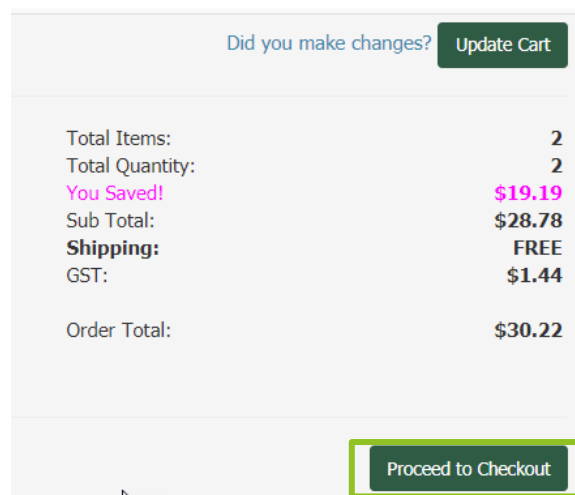 Did you make changes? Update Cart
Total Items: 2
Total Quantity: 2
You Saved! $19.19
Sub Total: $28.78
Shipping: FREE
GST: $1.44
Order Total: $30.22
Proceed to Checkout